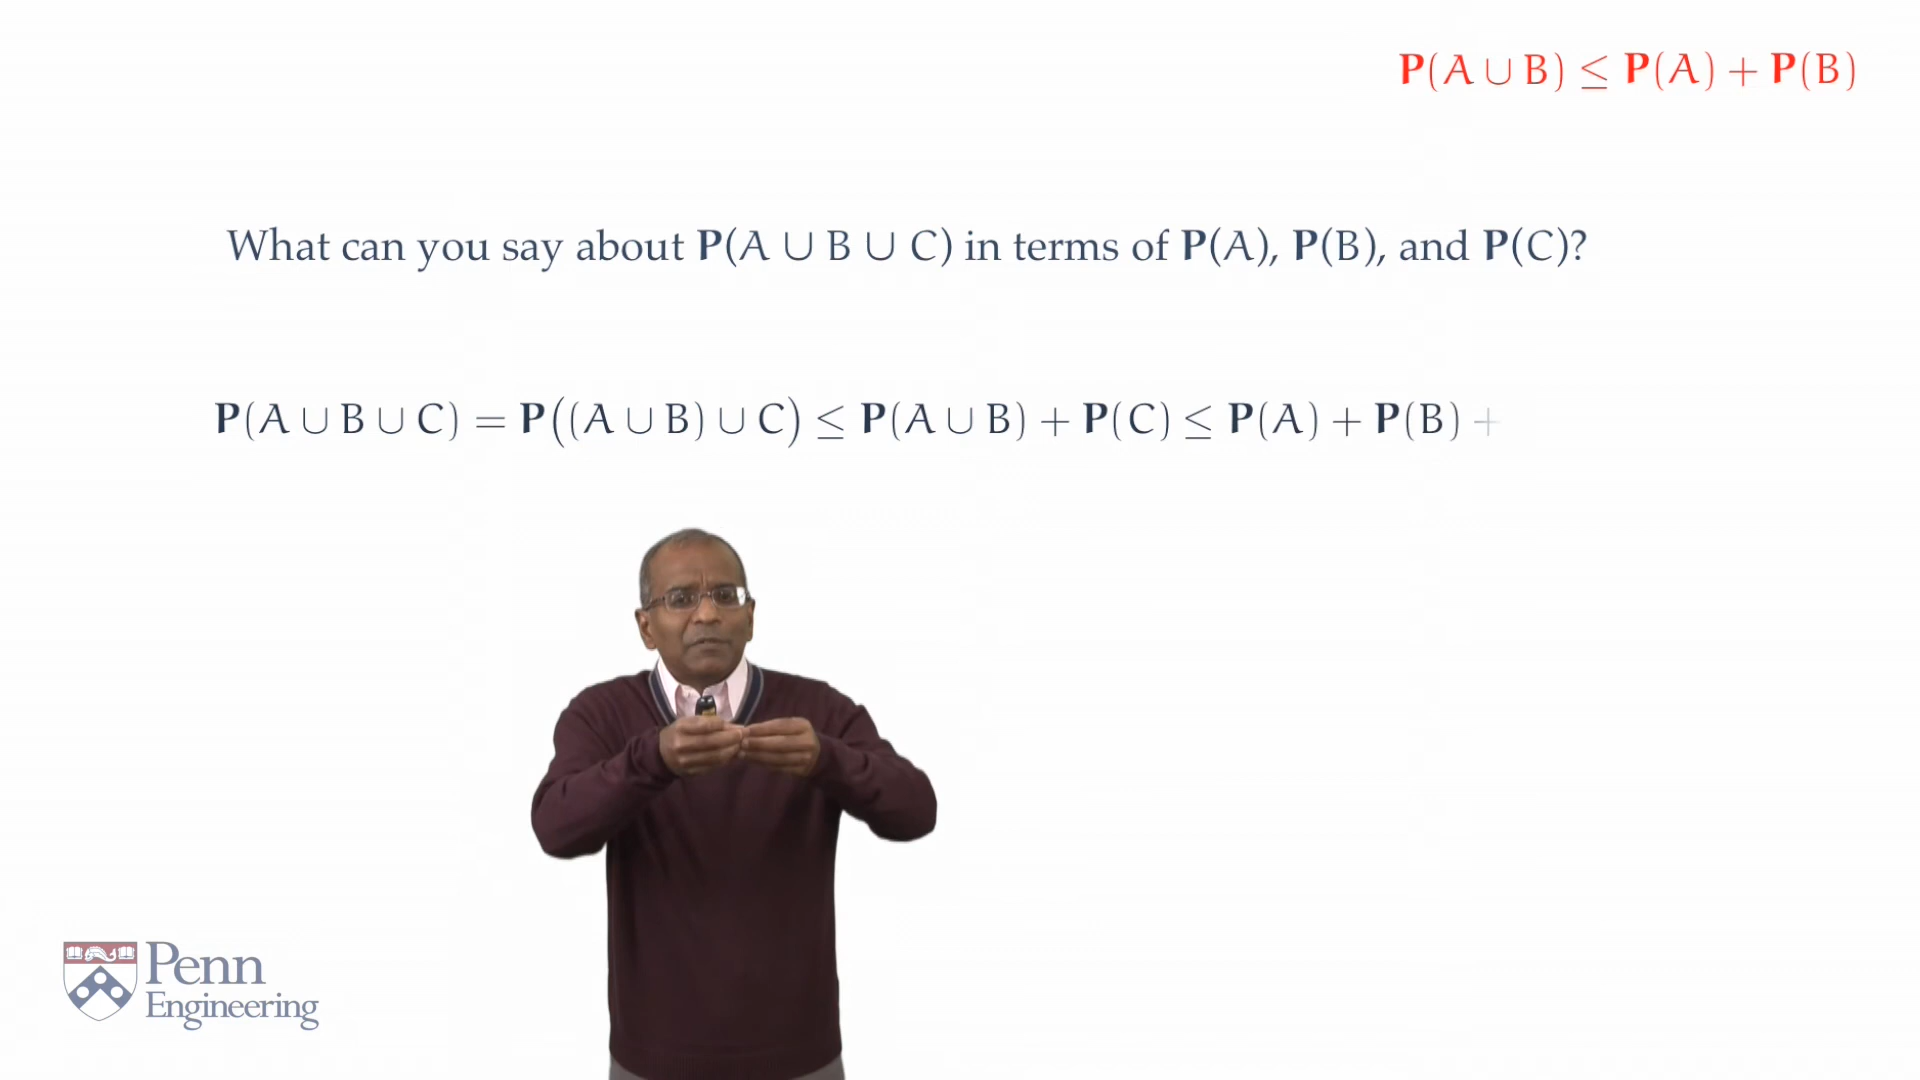 P(A ∪ B) ≤ P(A) + P(B)
What can you say about P(A ∪ B ∪ C) in terms of P(A), P(B), and P(C)?
P(A ∪ B ∪ C) = P((A ∪ B) ∪ C) ≤ P(A ∪ B) + P(C) ≤ P(A) + P(B) +
Penn
Engineering